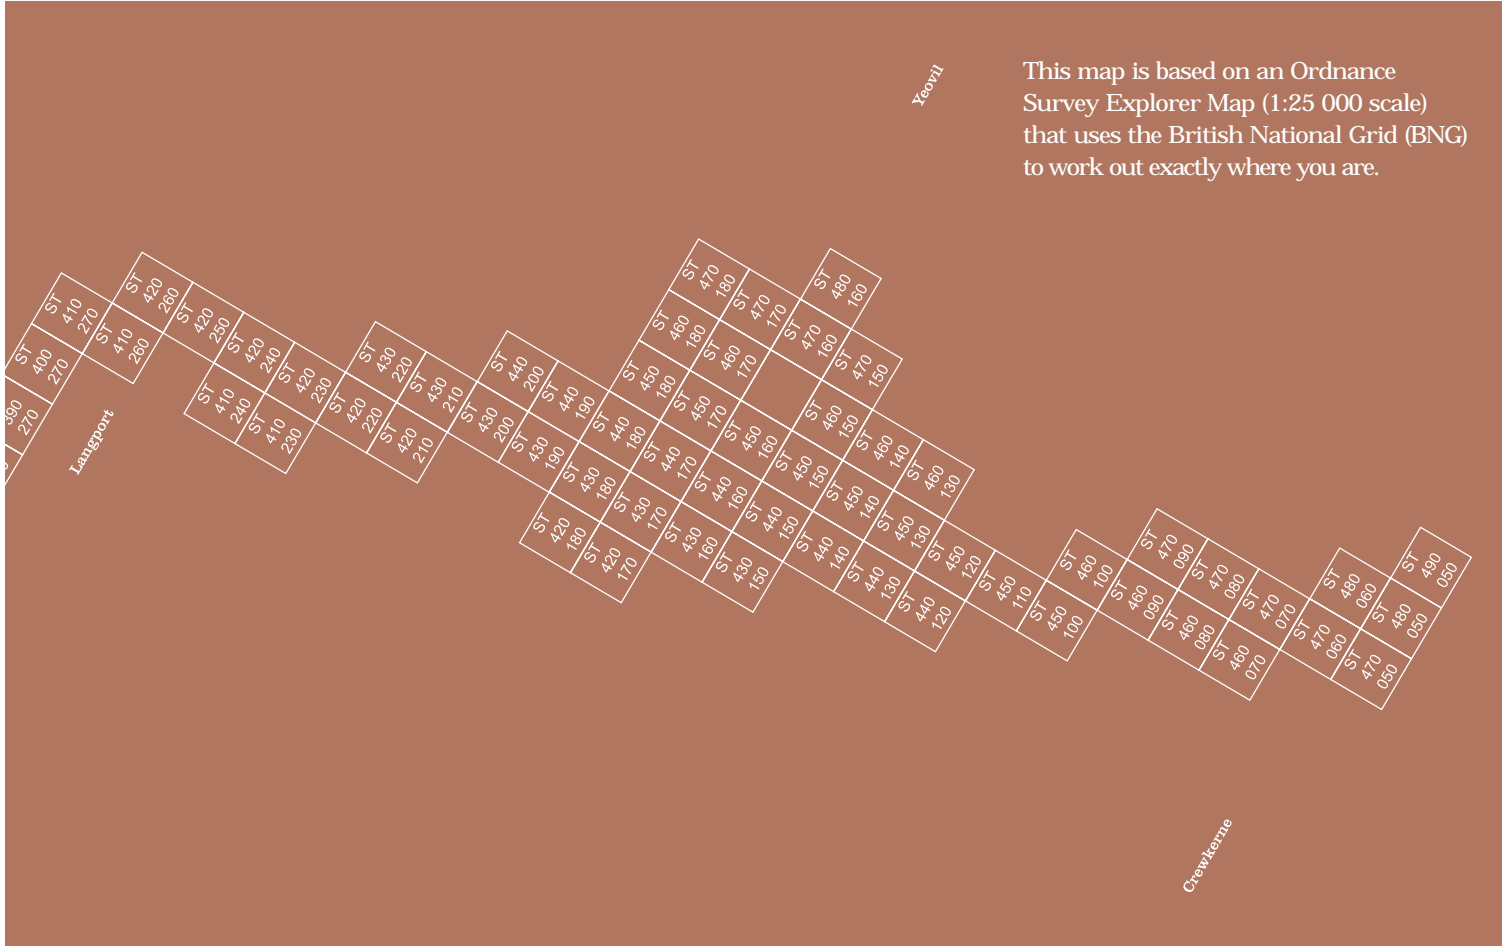 Yeovil
This map is based on an Ordnance
Survey Explorer Map (1:25 000 scale)
that uses the British National Grid (BNG)
to work out exactly where you are.
ST
410
270
ST
400
270
390
270
ST
420
260
ST
410
260
ST
420
250
ST
420
240
ST
410
240
ST
420
230
ST
410
230
ST
430
220
ST
420
220
ST
430
210
ST
420
210
ST
440
200
ST
430
200
ST
440
190
ST
430
190
ST
470
180
ST
460
180
ST
450
180
ST
440
180
ST
430
180
ST
420
180
ST
470
170
ST
460
170
ST
450
170
ST
440
170
ST
430
170
ST
420
170
ST
480
160
ST
470
160
ST
450
160
ST
440
160
ST
430
160
ST
470
150
ST
460
150
ST
450
150
ST
440
150
ST
430
150
ST
460
140
ST
450
140
ST
440
140
ST
460
130
ST
450
130
ST
440
130
ST
450
120
ST
440
120
ST
450
110
ST
460
100
ST
450
100
ST
470
090
ST
460
090
ST
470
080
ST
460
080
ST
470
070
ST
460
070
ST
480
060
ST
470
060
ST
490
050
ST
480
050
ST
470
050
Langport
Crewkerne